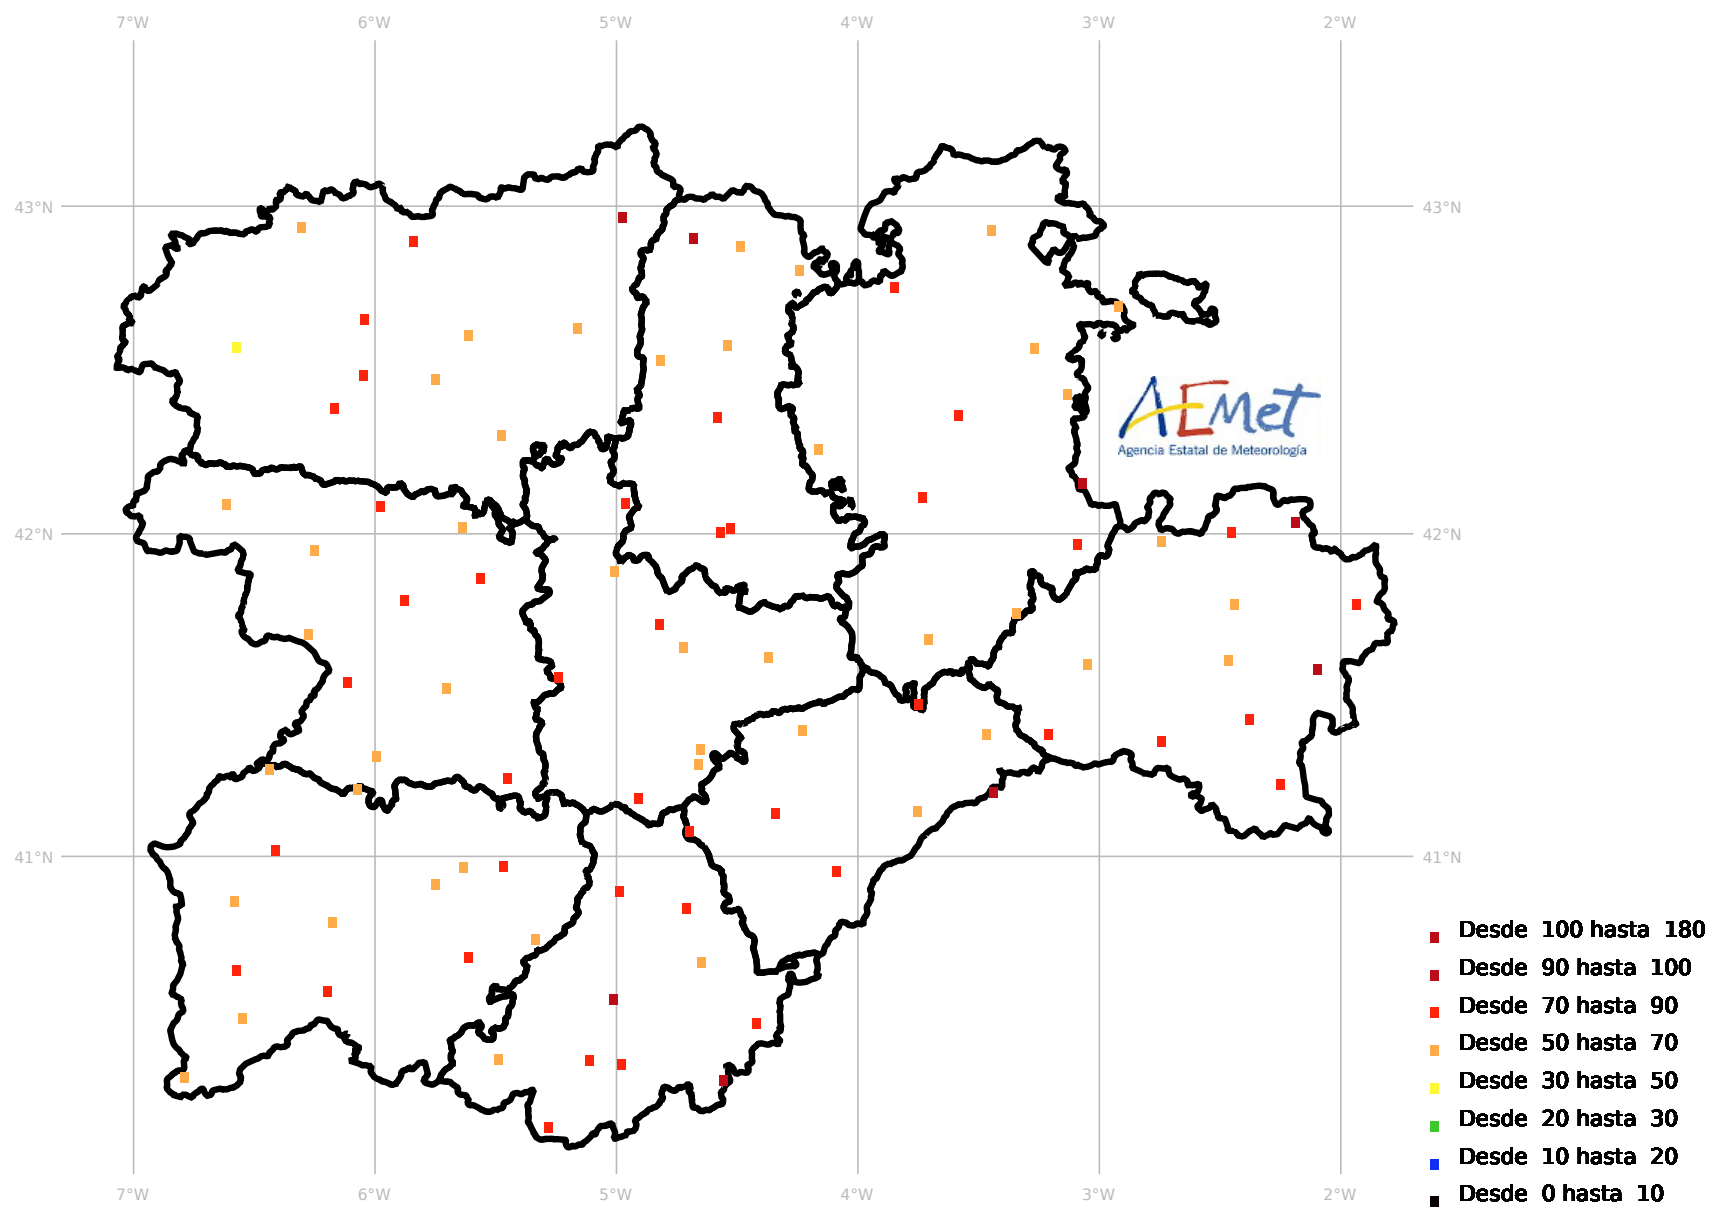 7°W 6°W 5°W 4°W 3°W 2°W
43°N 43°N
AEMet
Agencia Estatal de Meteorología
42°N 42°N
41°N 41°N
Desde 100 hasta 180
Desde 90 hasta 100
Desde 70 hasta 90
Desde 50 hasta 70
Desde 30 hasta 50
Desde 20 hasta 30
Desde 10 hasta 20
Desde 0 hasta 10
7°W 6°W 5°W 4°W 3°W 2°W